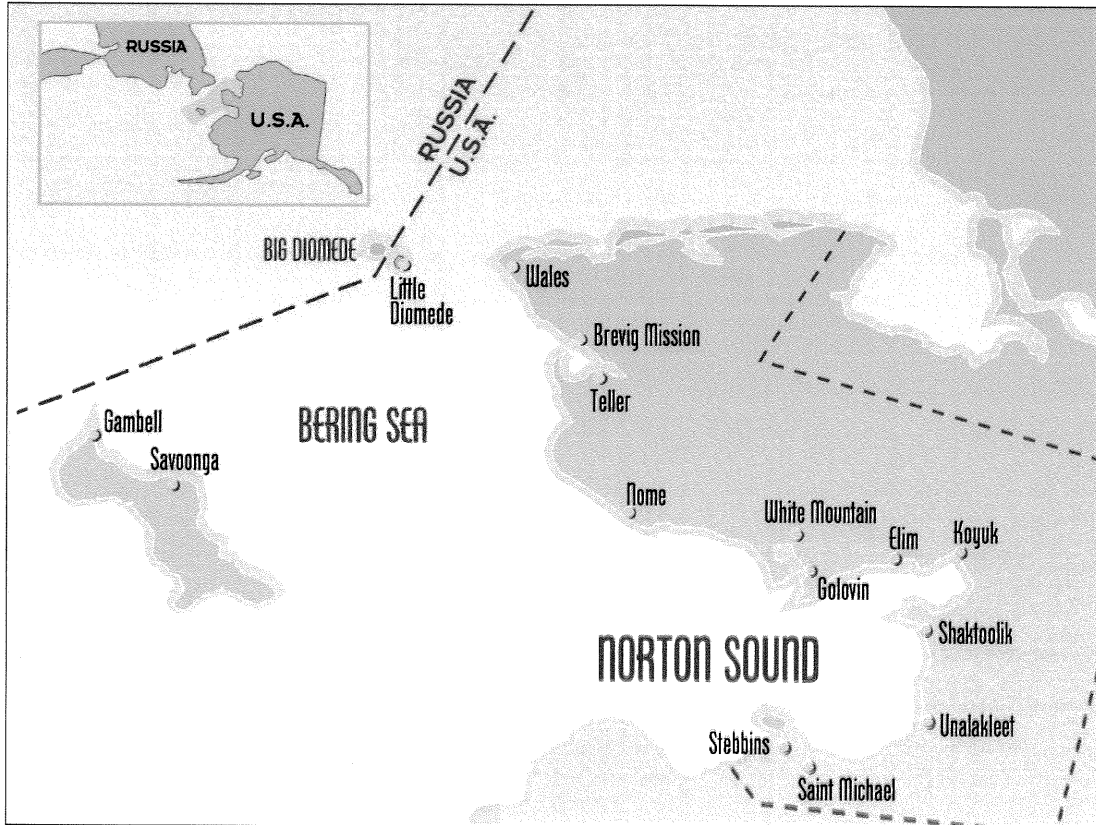 RUSSIA
U.S.A.
RUSSIA
U.S.A.
BIG DIOMEDE
Little
Diomede
Wales
Brevig Mission
Teller
BERING SEA
Gambell
Savoonga
Nome
White Mountain
Elim
Koyuk
Golovin
Shaktoolik
NORTON SOUND
Unalakleet
Stebbins
Saint Michael